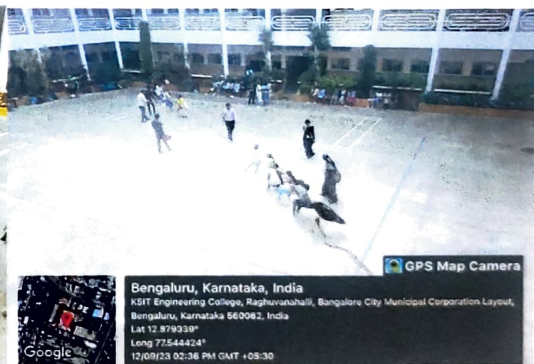 GPS Map Camera
Bengaluru, Karnataka, India
KSIT Engineering College, Raghuvanahalli, Bangalore City Municipal Corporation Layout,
Bengaluru, Karnataka 560062, India
Lat 12.879339°
Long 77.544424°
12/09/23 02:36 PM GMT +05:30
Google